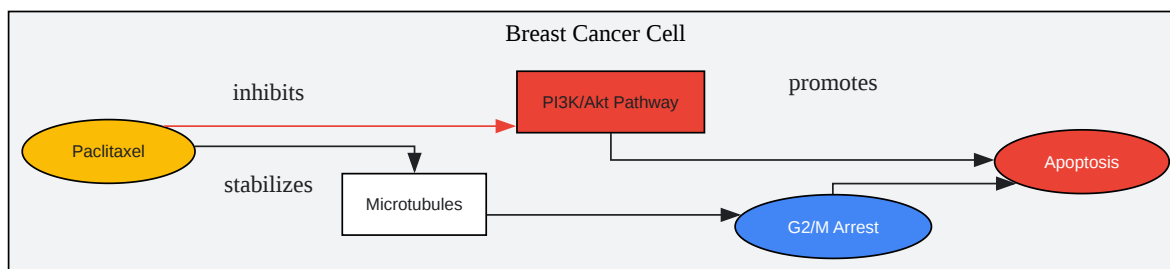 Breast Cancer Cell
inhibits
PI3K/Akt Pathway
promotes
Paclitaxel
Apoptosis
stabilizes
Microtubules
G2/M Arrest